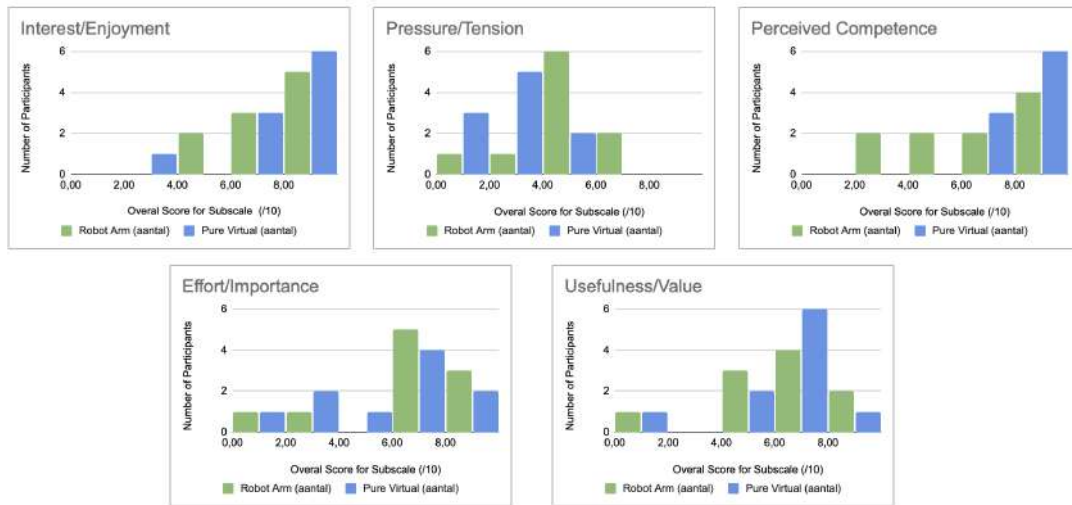 Interest/Enjoyment
Number of Participants
6
4
2
0
0,00 2,00 4,00 6,00 8,00
Overal Score for Subscale (/10)
Robot Arm (aantal) Pure Virtual (aantal)
Pressure/Tension
Number of Participants
6
4
2
0
0,00 2,00 4,00 6,00 8,00
Overal Score for Subscale (/10)
Robot Arm (aantal) Pure Virtual (aantal)
Perceived Competence
Number of Participants
6
4
2
0
0,00 2,00 4,00 6,00 8,00
Overal Score for Subscale (/10)
Robot Arm (aantal) Pure Virtual (aantal)
Effort/Importance
Number of Participants
6
4
2
0
0,00 2,00 4,00 6,00 8,00
Overal Score for Subscale (/10)
Robot Arm (aantal) Pure Virtual (aantal)
Usefulness/Value
Number of Participants
6
4
2
0
0,00 2,00 4,00 6,00 8,00
Overal Score for Subscale (/10)
Robot Arm (aantal) Pure Virtual (aantal)